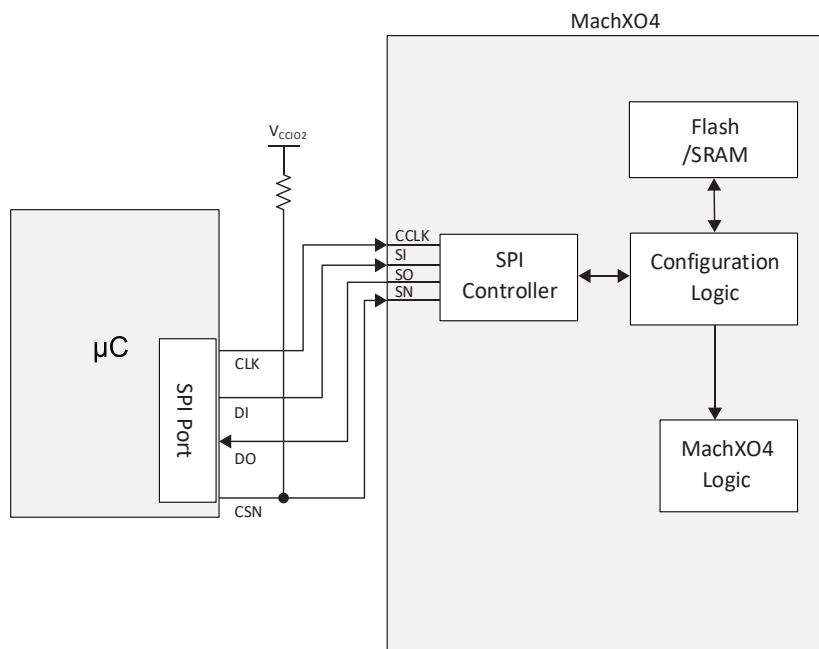 MachXO4
V_CCIO2
Flash
/SRAM
CCLK
SI
SO
SN
SPI
Controller
Configuration
Logic
µC
SPI Port
CLK
DI
DO
CSN
MachXO4
Logic